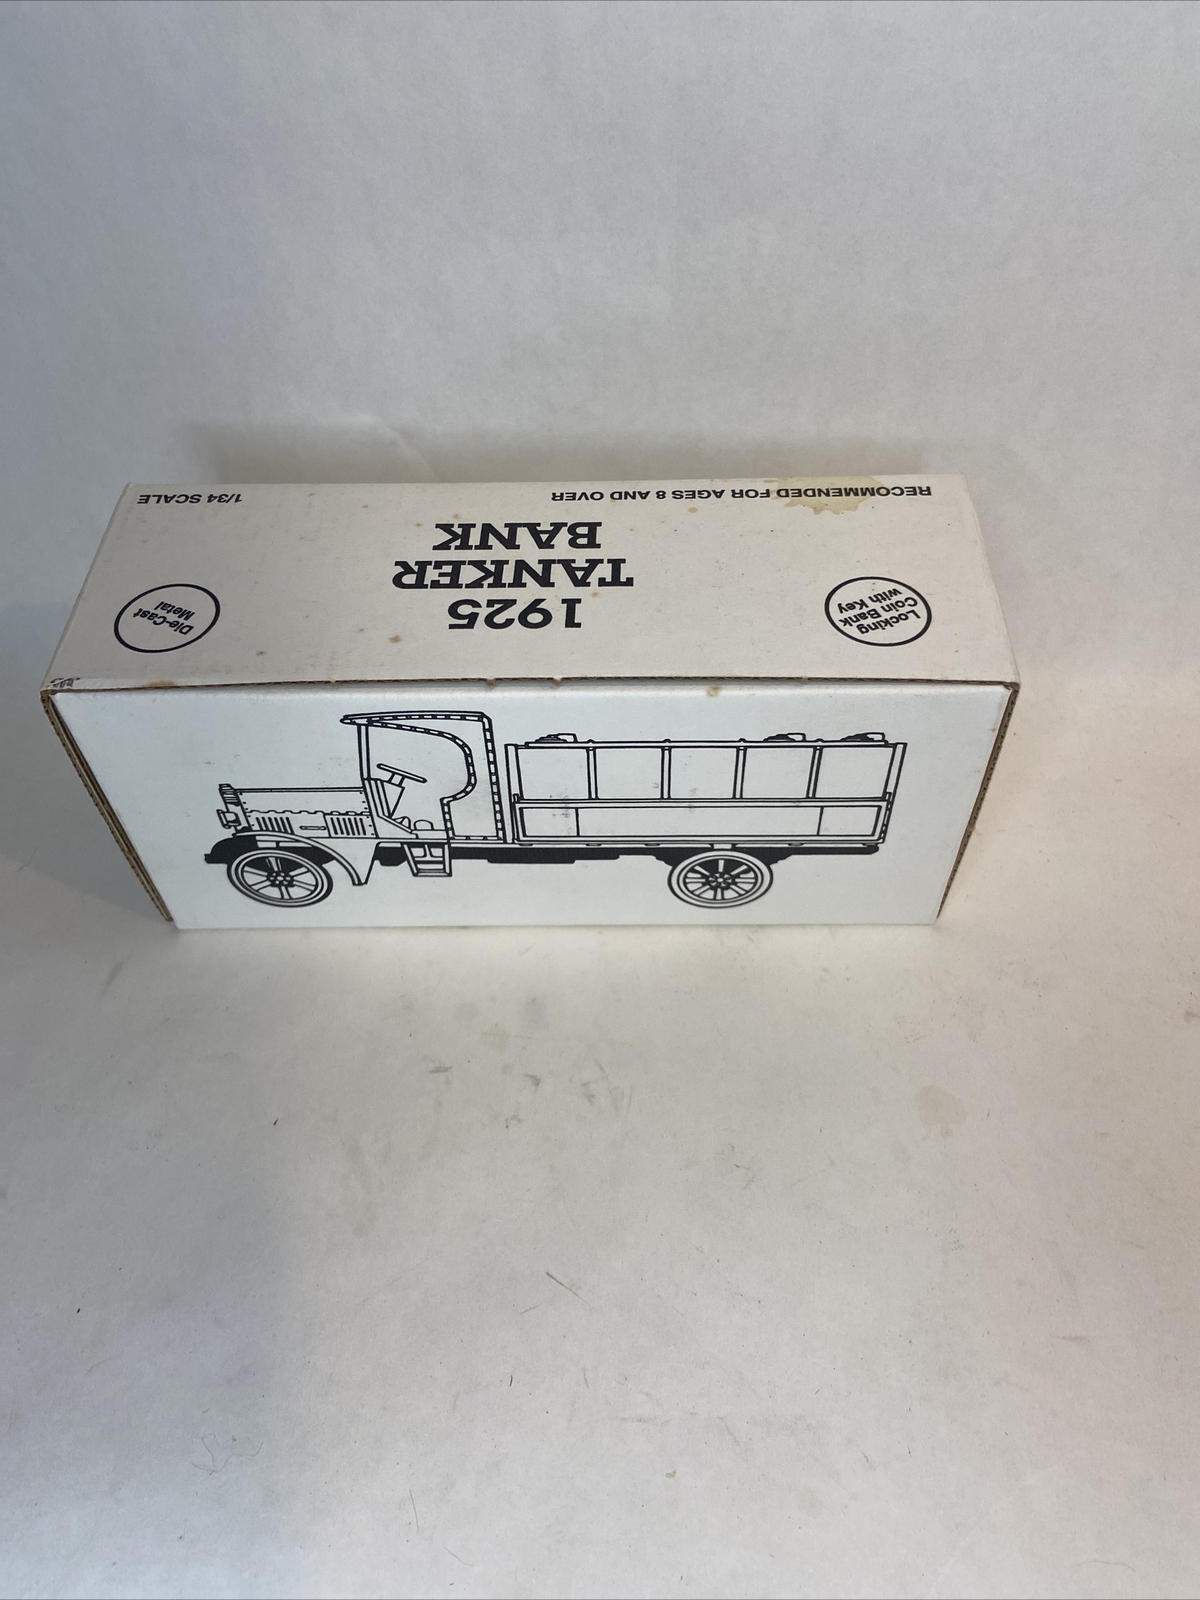 1925
TANKER
BANK
Locking
Coin Bank
with Key
Die-Cast
Metal
RECOMMENDED FOR AGES 8 AND OVER
1/34 SCALE